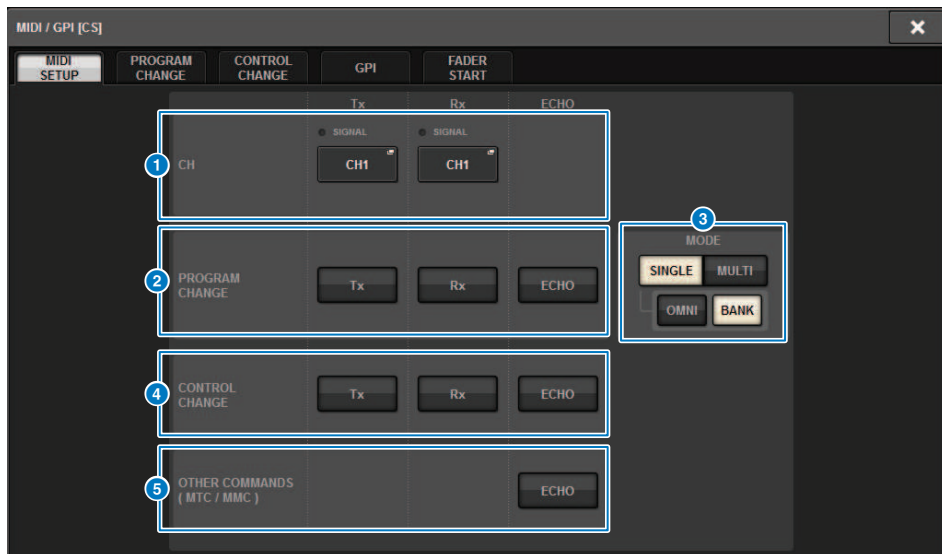 MIDI / GPI [CS]
MIDI SETUP
PROGRAM CHANGE
CONTROL CHANGE
GPI
FADER START
Tx Rx ECHO
SIGNAL SIGNAL
1 CH CH1 CH1
3
MODE
SINGLE MULTI
OMNI BANK
2 PROGRAM CHANGE Tx Rx ECHO
4 CONTROL CHANGE Tx Rx ECHO
5 OTHER COMMANDS
( MTC / MMC ) ECHO